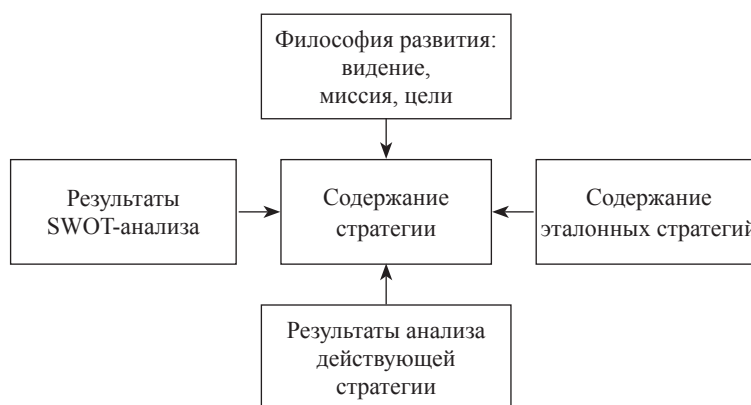 Философия развития:
видение,
миссия, цели
Результаты
SWOT-анализа
Содержание
стратегии
Содержание
эталонных стратегий
Результаты анализа
действующей
стратегии